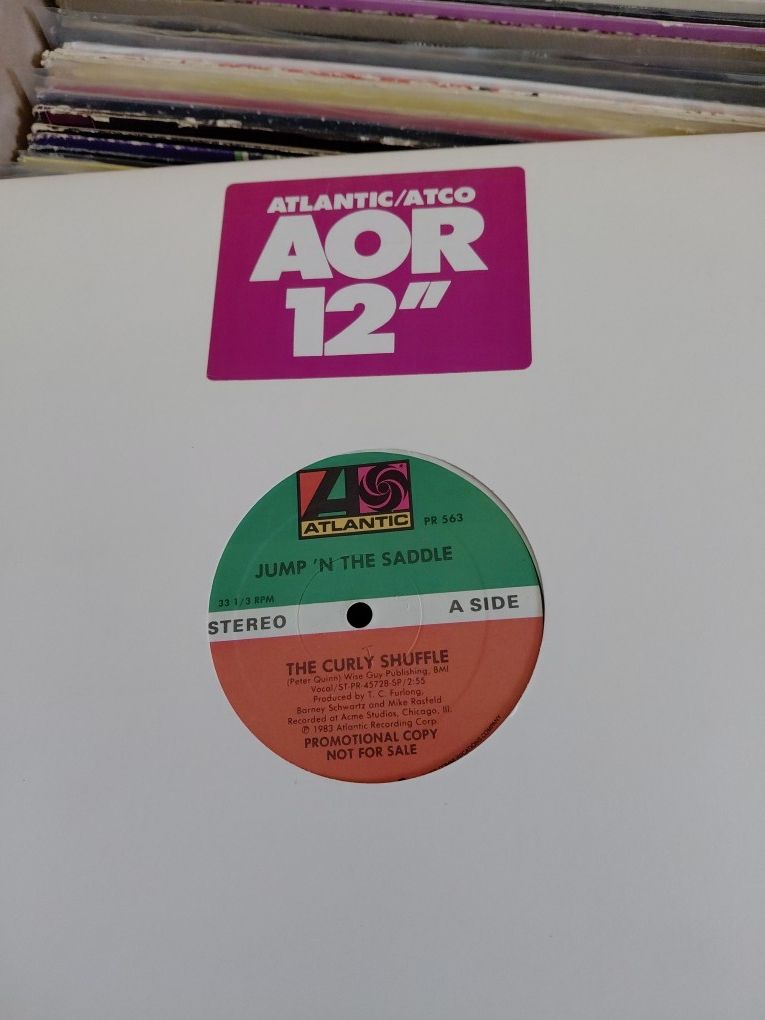 ATLANTIC/ATCO
AOR
12"
ATLANTIC
PR 563
JUMP 'N THE SADDLE
33 1/3 RPM
STEREO
A SIDE
THE CURLY SHUFFLE
(Peter Quinn) Wise Guy Publishing, BMI
Vocal/ST-PR-45728-SP/2:55
Produced by T. C. Furlong,
Barney Schwartz and Mike Rasfeld
Recorded at Acme Studios, Chicago, Ill.
℗ 1983 Atlantic Recording Corp.
PROMOTIONAL COPY
NOT FOR SALE